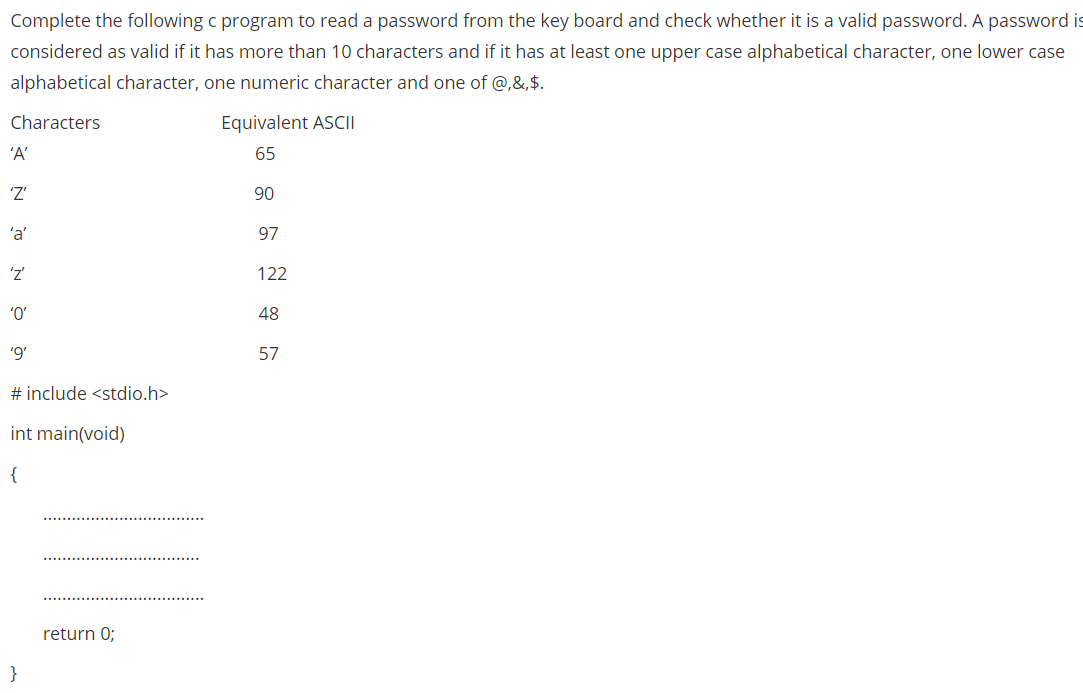 Complete the following c program to read a password from the key board and check whether it is a valid password. A password is
considered as valid if it has more than 10 characters and if it has at least one upper case alphabetical character, one lower case
alphabetical character, one numeric character and one of @,&,$.
Characters Equivalent ASCII
‘A’ 65
‘Z’ 90
‘a’ 97
‘z’ 122
‘0’ 48
‘9’ 57
# include <stdio.h>
int main(void)
{
..................................
.................................
..................................
return 0;
}